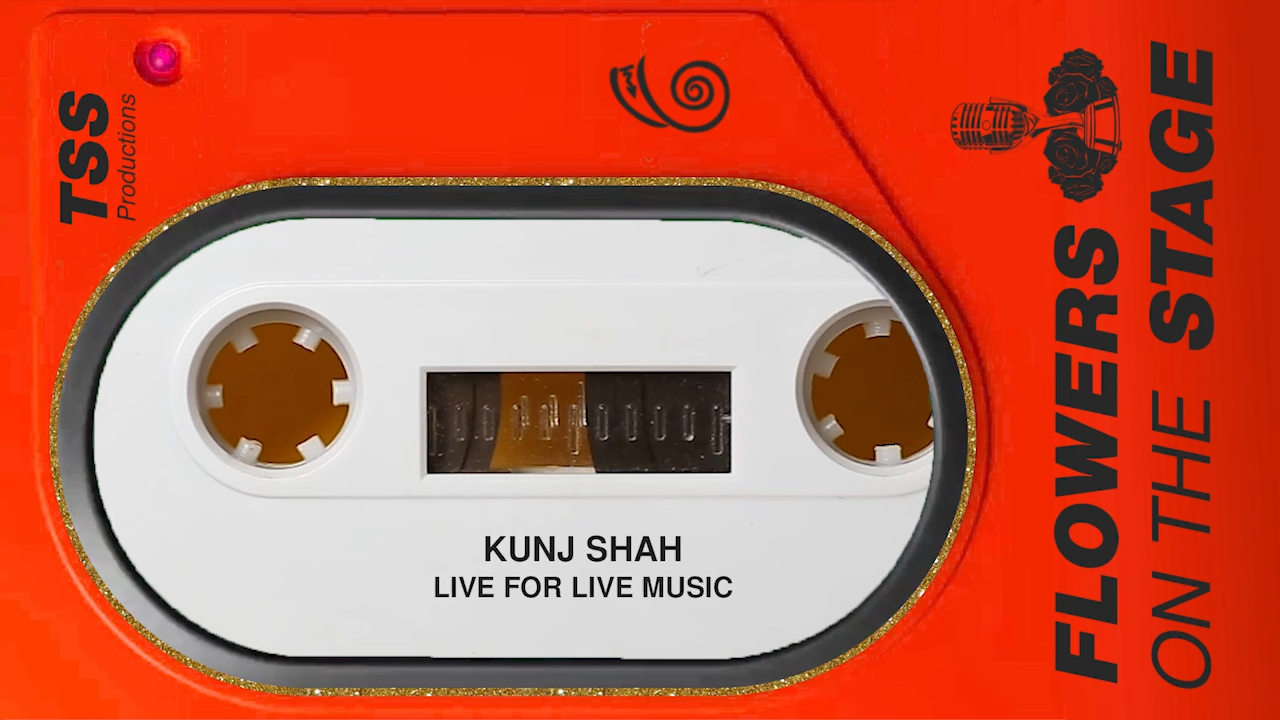 TSS
Productions
KUNJ SHAH
LIVE FOR LIVE MUSIC
FLOWERS
ON THE STAGE